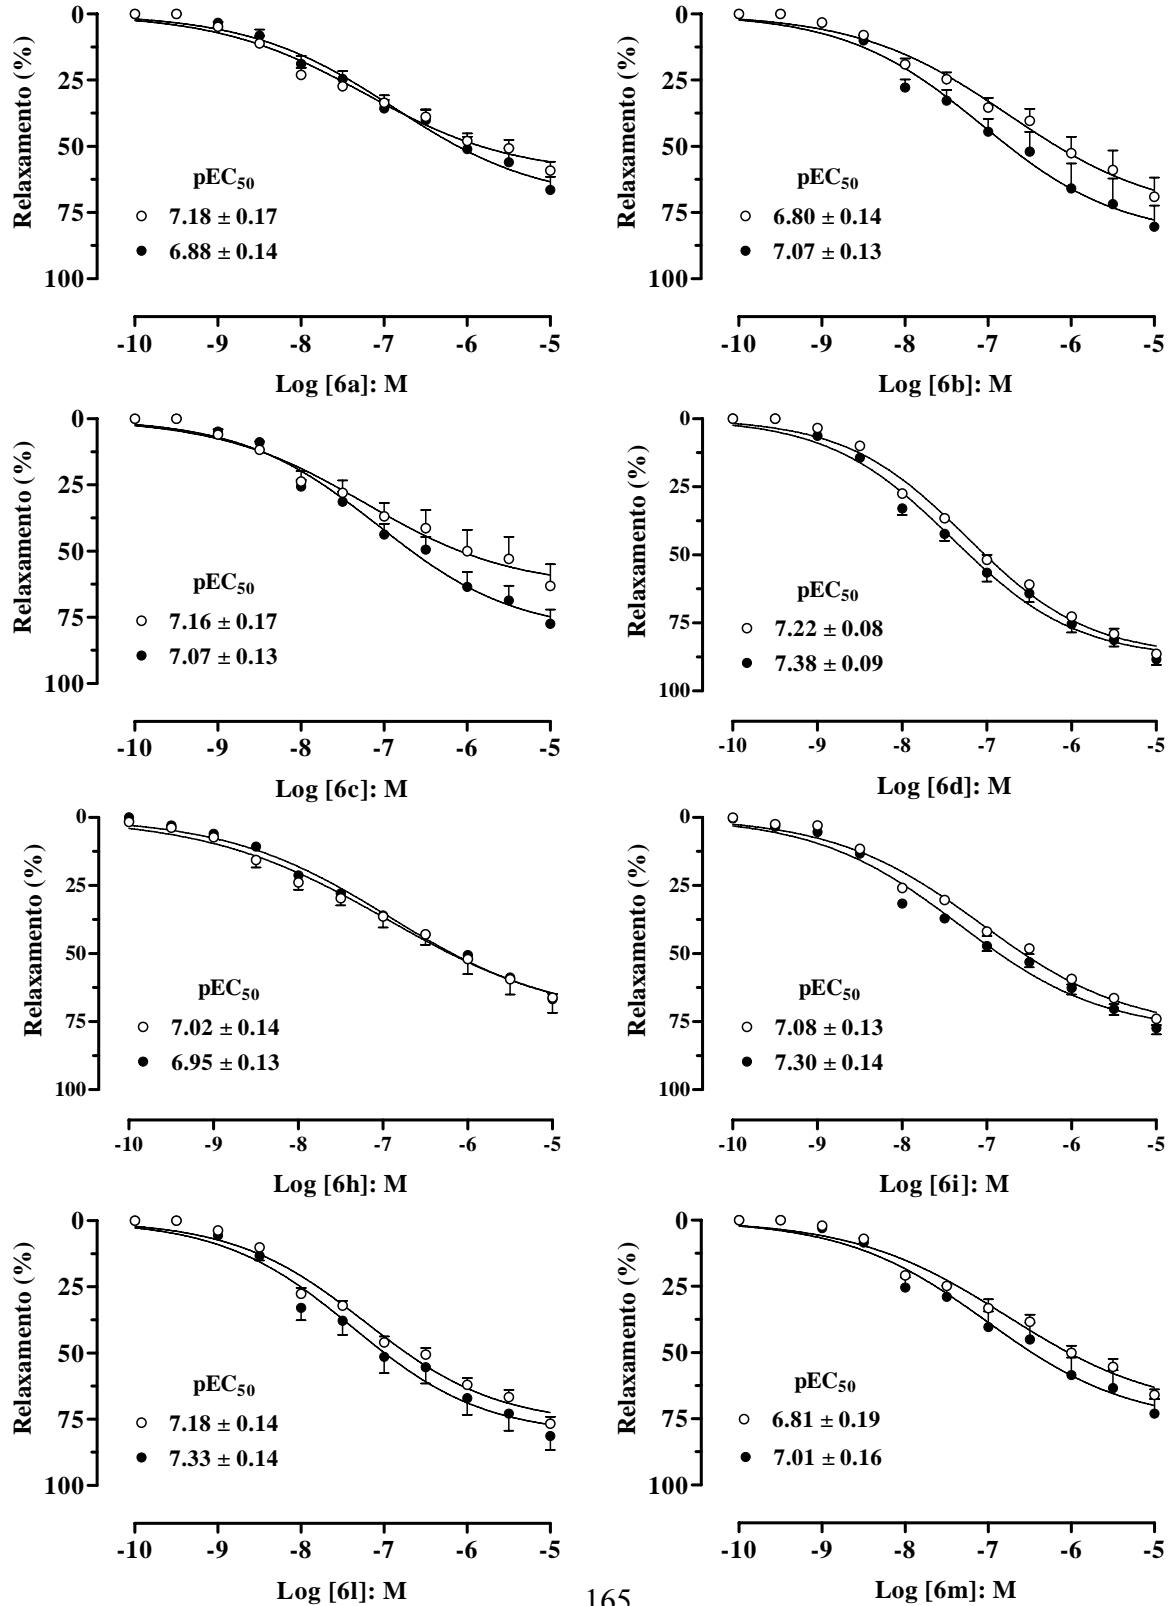 Relaxamento (%)
0
25
50
75
100
pEC50
○ 7.18 ± 0.17
● 6.88 ± 0.14
-10 -9 -8 -7 -6 -5
Log [6a]: M
Relaxamento (%)
0
25
50
75
100
pEC50
○ 6.80 ± 0.14
● 7.07 ± 0.13
-10 -9 -8 -7 -6 -5
Log [6b]: M
Relaxamento (%)
0
25
50
75
100
pEC50
○ 7.16 ± 0.17
● 7.07 ± 0.13
-10 -9 -8 -7 -6 -5
Log [6c]: M
Relaxamento (%)
0
25
50
75
100
pEC50
○ 7.22 ± 0.08
● 7.38 ± 0.09
-10 -9 -8 -7 -6 -5
Log [6d]: M
Relaxamento (%)
0
25
50
75
100
pEC50
○ 7.02 ± 0.14
● 6.95 ± 0.13
-10 -9 -8 -7 -6 -5
Log [6h]: M
Relaxamento (%)
0
25
50
75
100
pEC50
○ 7.08 ± 0.13
● 7.30 ± 0.14
-10 -9 -8 -7 -6 -5
Log [6i]: M
Relaxamento (%)
0
25
50
75
100
pEC50
○ 7.18 ± 0.14
● 7.33 ± 0.14
-10 -9 -8 -7 -6 -5
Log [6l]: M
Relaxamento (%)
0
25
50
75
100
pEC50
○ 6.81 ± 0.19
● 7.01 ± 0.16
-10 -9 -8 -7 -6 -5
Log [6m]: M
165